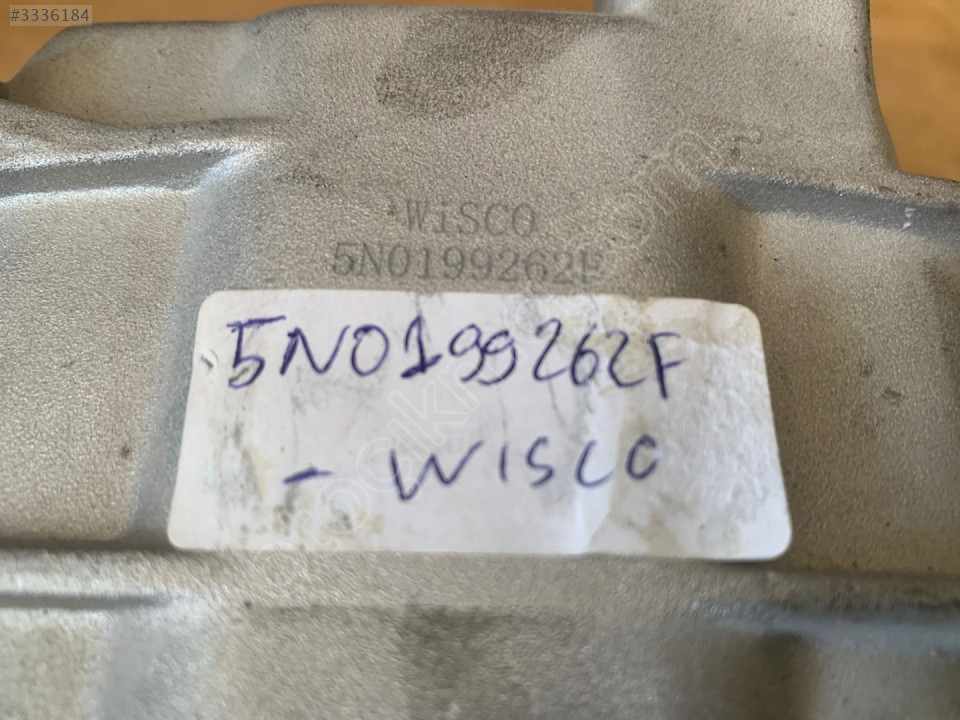 #3336184
WiSCO
5N0199262F
5N0199262F
- WISCO